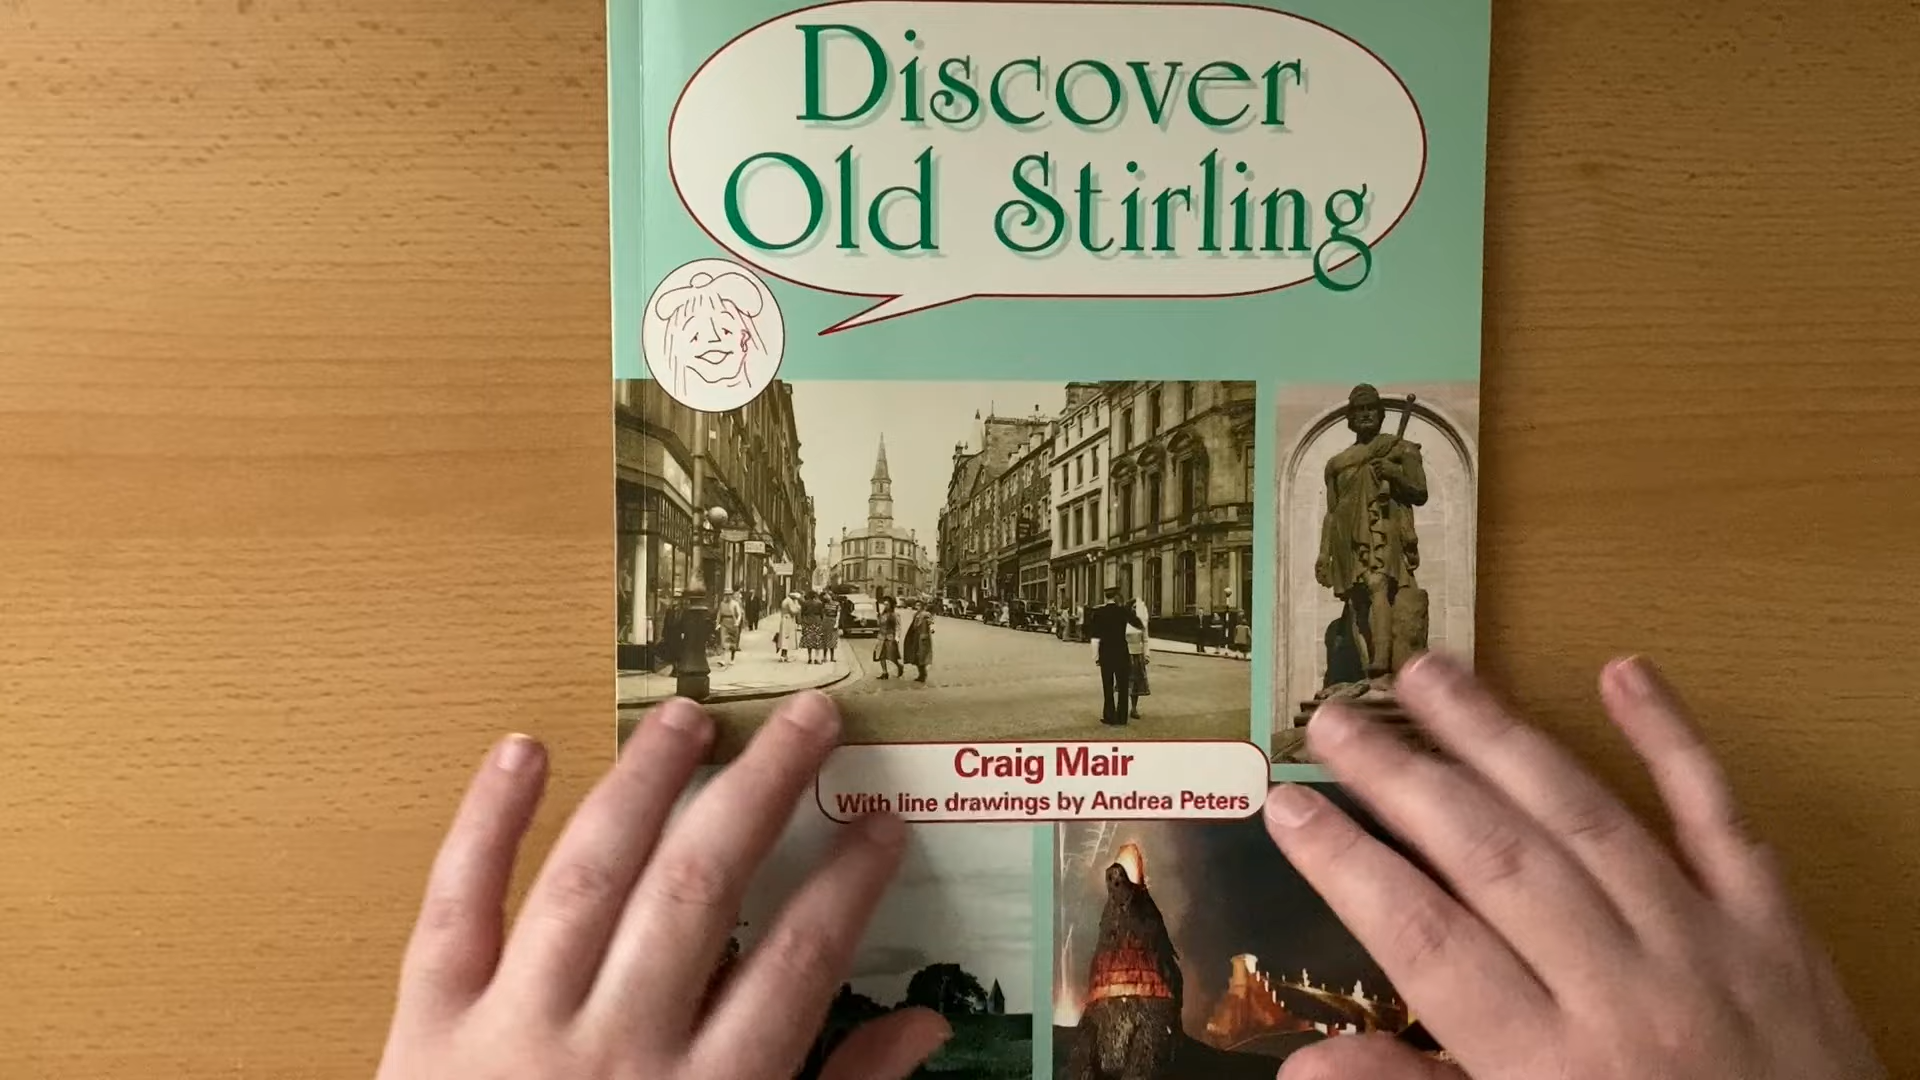 Discover
Old Stirling
Craig Mair
With line drawings by Andrea Peters